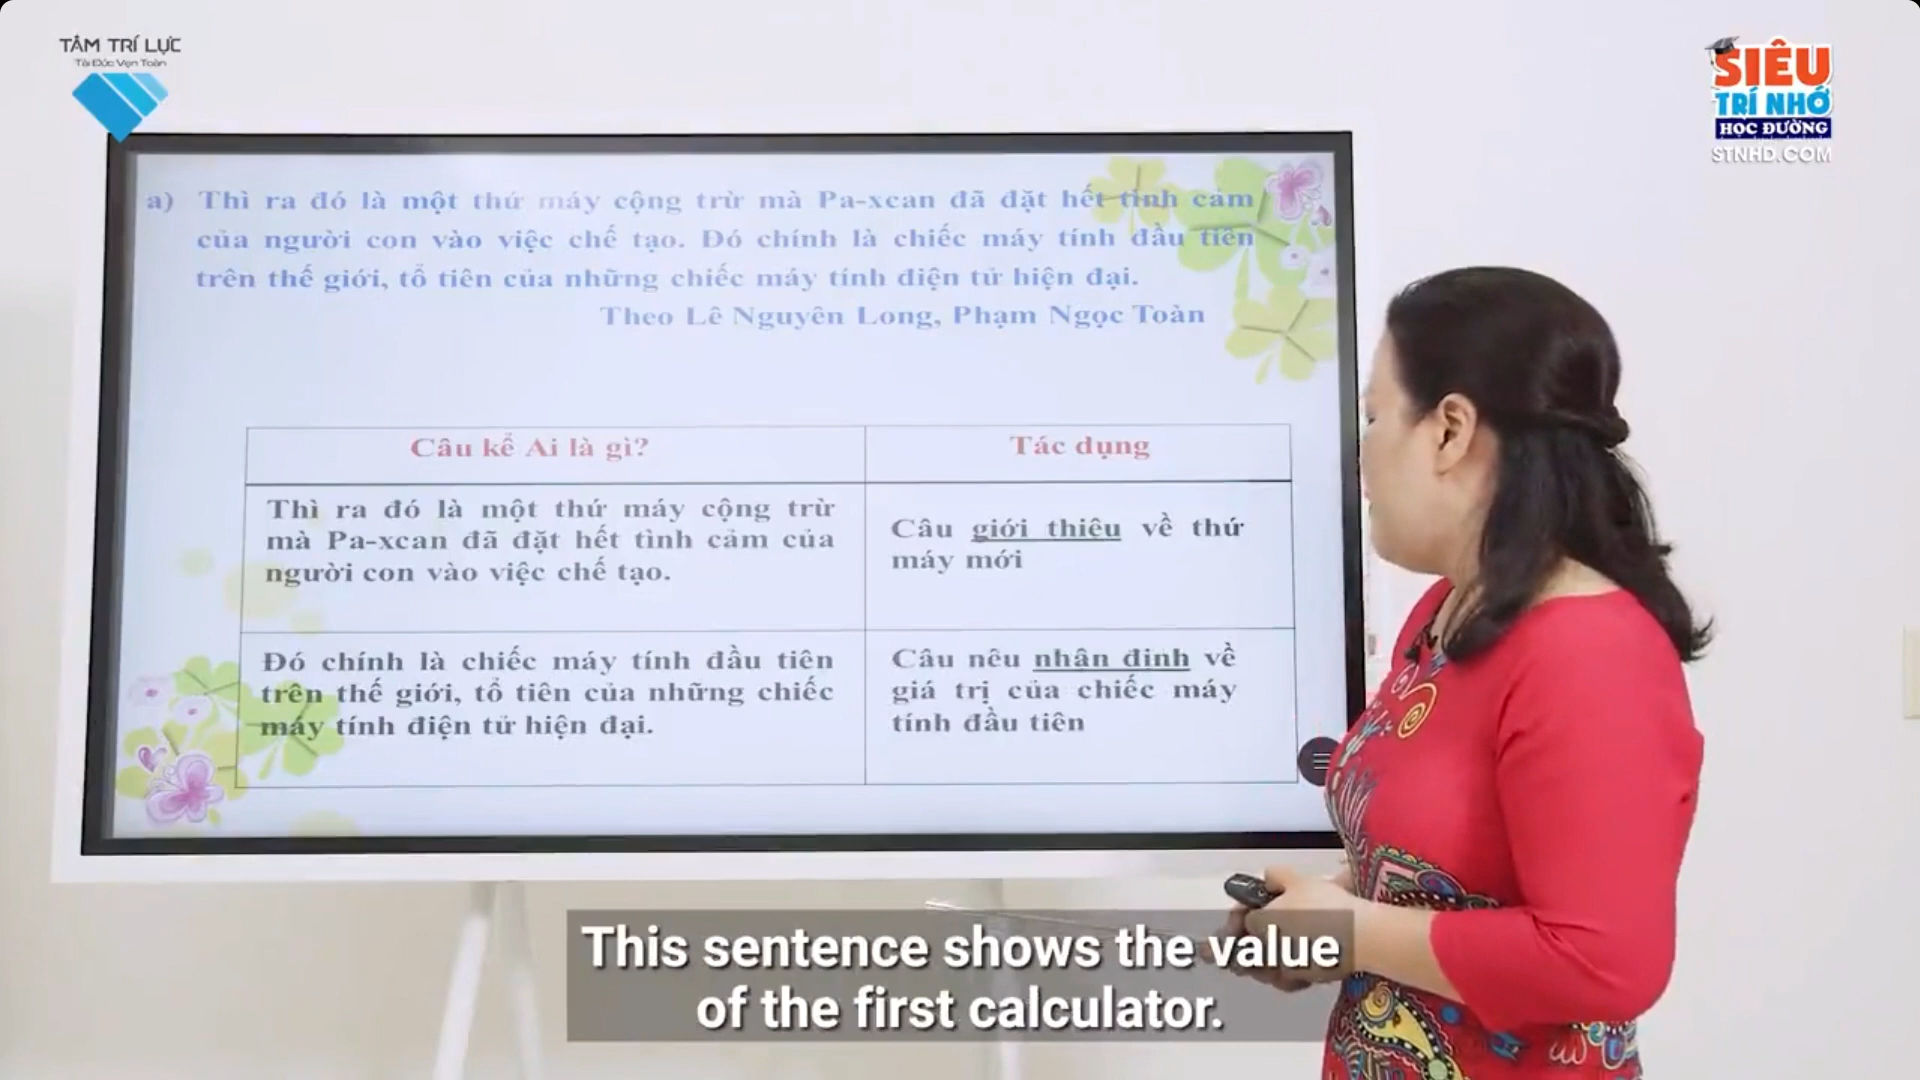 TÂM TRÍ LỰC
Tài Đức Vẹn Toàn
SIÊU
TRÍ NHỚ
HỌC ĐƯỜNG
STNHD.COM
a) Thì ra đó là một thứ máy cộng trừ mà Pa-xcan đã đặt hết tình cảm
của người con vào việc chế tạo. Đó chính là chiếc máy tính đầu tiên
trên thế giới, tổ tiên của những chiếc máy tính điện tử hiện đại.
Theo Lê Nguyên Long, Phạm Ngọc Toàn
Câu kể Ai là gì?
Tác dụng
Thì ra đó là một thứ máy cộng trừ
mà Pa-xcan đã đặt hết tình cảm của
người con vào việc chế tạo.
Câu giới thiệu về thứ
máy mới
Đó chính là chiếc máy tính đầu tiên
trên thế giới, tổ tiên của những chiếc
máy tính điện tử hiện đại.
Câu nêu nhận định về
giá trị của chiếc máy
tính đầu tiên
This sentence shows the value
of the first calculator.